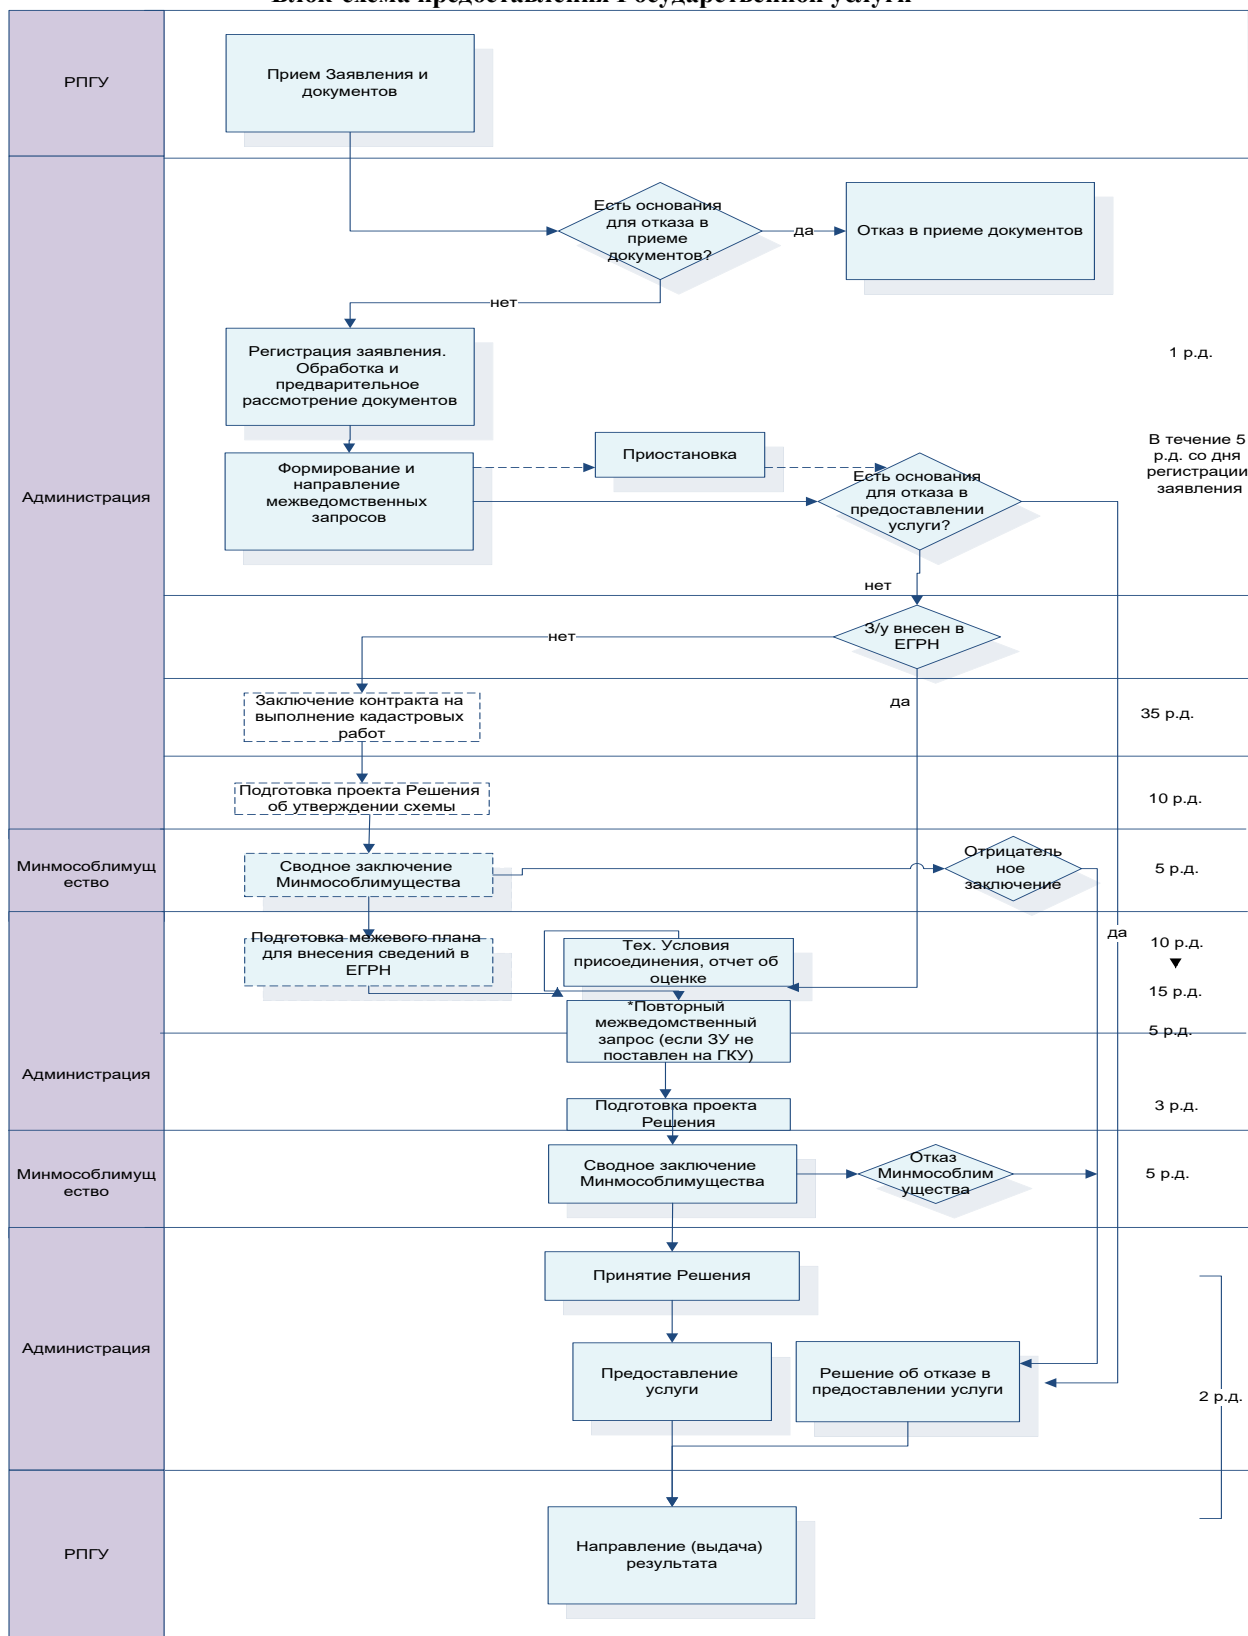 Блок-схема предоставления Государственной услуги
РПГУ
Прием Заявления и
документов
Администрация
Есть основания
для отказа в
приеме
документов?
да
Отказ в приеме документов
нет
Регистрация заявления.
Обработка и
предварительное
рассмотрение документов
1 р.д.
Формирование и
направление
межведомственных
запросов
Приостановка
Есть основания
для отказа в
предоставлении
услуги?
В течение 5
р.д. со дня
регистрации
заявления
нет
З/у внесен в
ЕГРН
нет
да
Заключение контракта на
выполнение кадастровых
работ
35 р.д.
Подготовка проекта Решения
об утверждении схемы
10 р.д.
Минмособлимущ
ество
Сводное заключение
Минмособлимущества
Отрицатель
ное
заключение
5 р.д.
Администрация
Подготовка межевого плана
для внесения сведений в
ЕГРН
Тех. Условия
присоединения, отчет об
оценке
да
10 р.д.
15 р.д.
*Повторный
межведомственный
запрос (если ЗУ не
поставлен на ГКУ)
5 р.д.
Подготовка проекта
Решения
3 р.д.
Минмособлимущ
ество
Сводное заключение
Минмособлимущества
Отказ
Минмособлим
ущества
5 р.д.
Администрация
Принятие Решения
Предоставление
услуги
Решение об отказе в
предоставлении услуги
2 р.д.
РПГУ
Направление (выдача)
результата